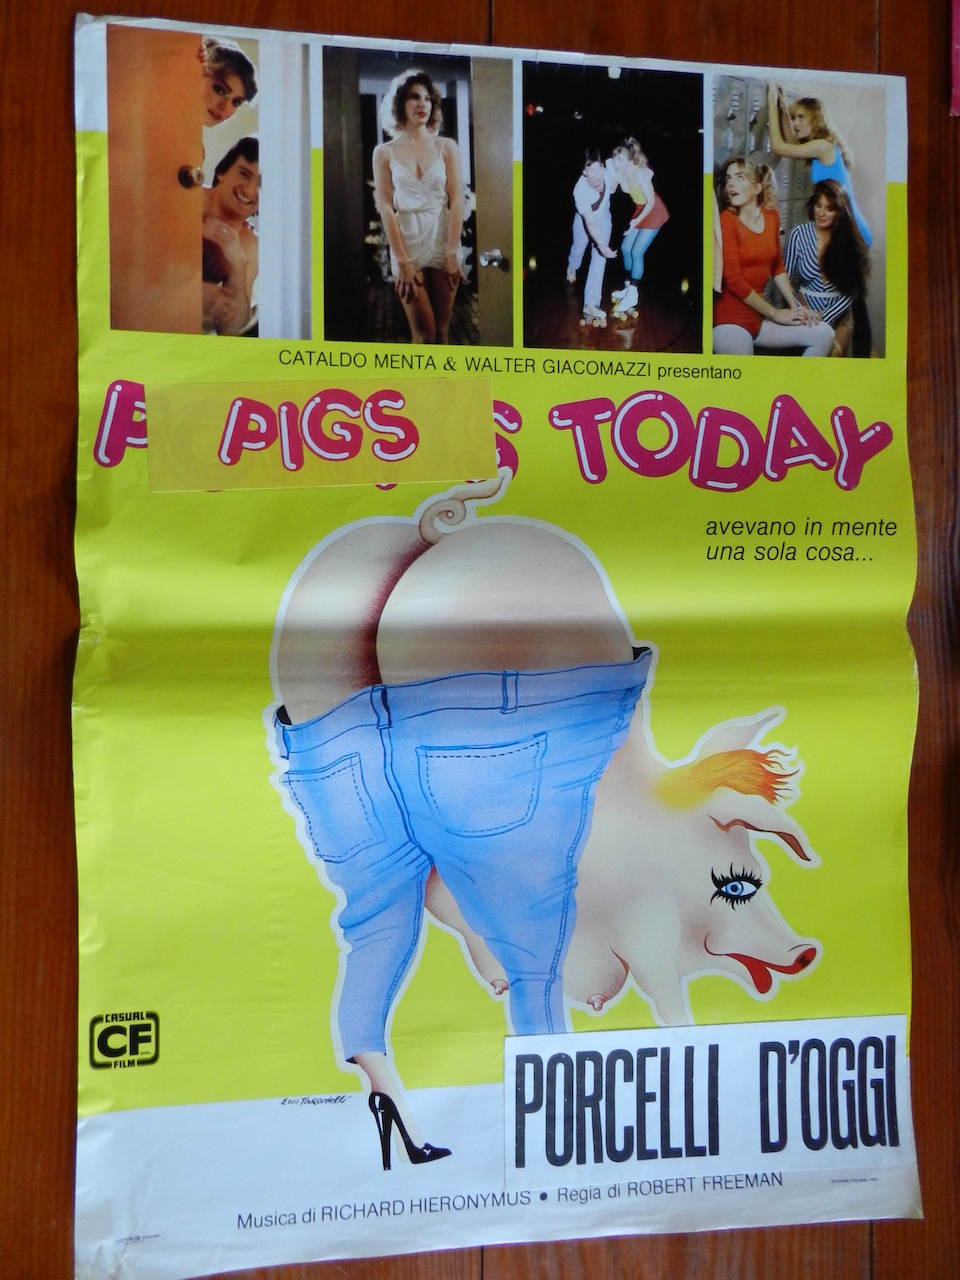 CATALDO MENTA & WALTER GIACOMAZZI presentano
P PIGS S TODAY
avevano in mente
una sola cosa...
CASUAL
CF
FILM
PORCELLI D'OGGI
Musica di RICHARD HIERONYMUS • Regia di ROBERT FREEMAN